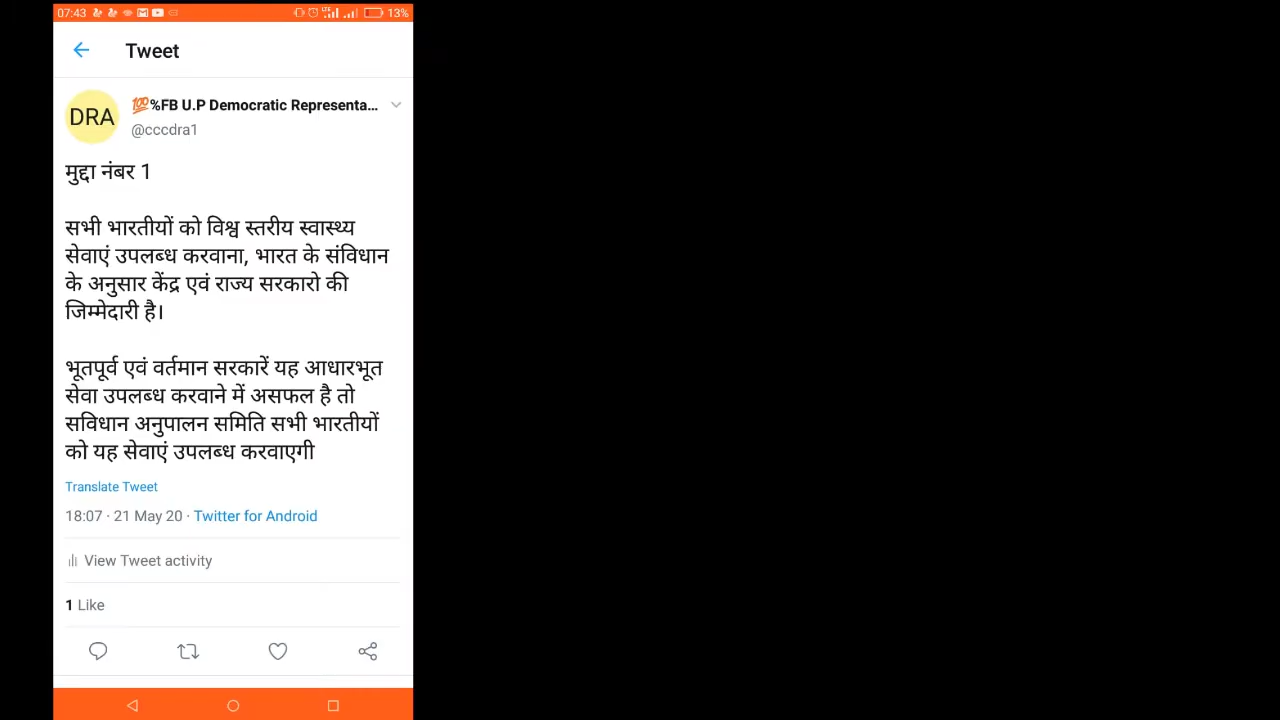 07:43 13%
Tweet
DRA
💯%FB U.P Democratic Representa...
@cccdra1
मुद्दा नंबर 1
सभी भारतीयों को विश्व स्तरीय स्वास्थ्य
सेवाएं उपलब्ध करवाना, भारत के संविधान
के अनुसार केंद्र एवं राज्य सरकारो की
जिम्मेदारी है।
भूतपूर्व एवं वर्तमान सरकारें यह आधारभूत
सेवा उपलब्ध करवाने में असफल है तो
सविधान अनुपालन समिति सभी भारतीयों
को यह सेवाएं उपलब्ध करवाएगी
Translate Tweet
18:07 · 21 May 20 · Twitter for Android
View Tweet activity
1 Like